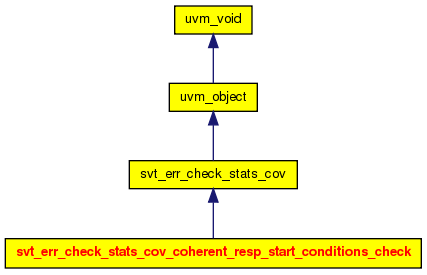 uvm_void
uvm_object
svt_err_check_stats_cov
svt_err_check_stats_cov_coherent_resp_start_conditions_check